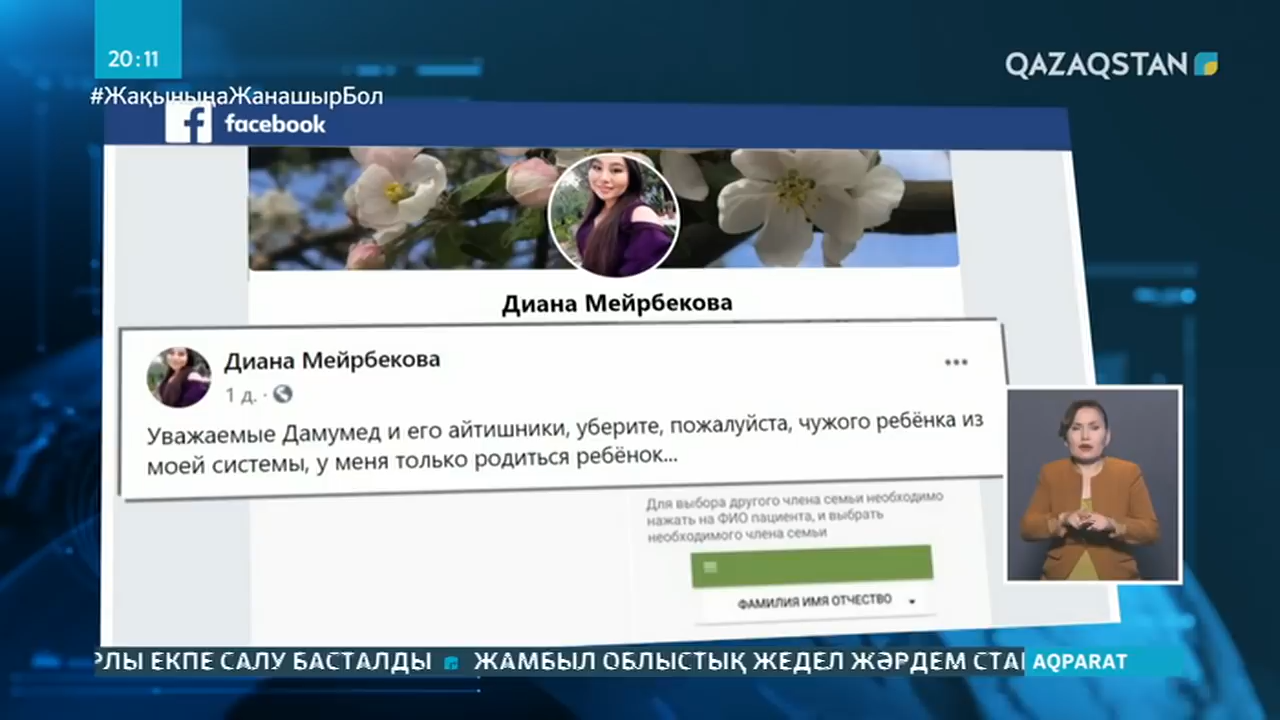 20:11
QAZAQSTAN
#ЖақыныңаЖанашырБол
facebook
Диана Мейрбекова
Диана Мейрбекова
1 д.
Уважаемые Дамумед и его айтишники, уберите, пожалуйста, чужого ребёнка из
моей системы, у меня только родиться ребёнок...
Для выбора другого члена семьи необходимо
нажать на ФИО пациента, и выбрать
необходимого члена семьи
ФАМИЛИЯ ИМЯ ОТЧЕСТВО
РЛЫ ЕКПЕ САЛУ БАСТАЛДЫ ЖАМБЫЛ ОБЛЫСТЫҚ ЖЕДЕЛ ЖӘРДЕМ СТА
AQPARAT